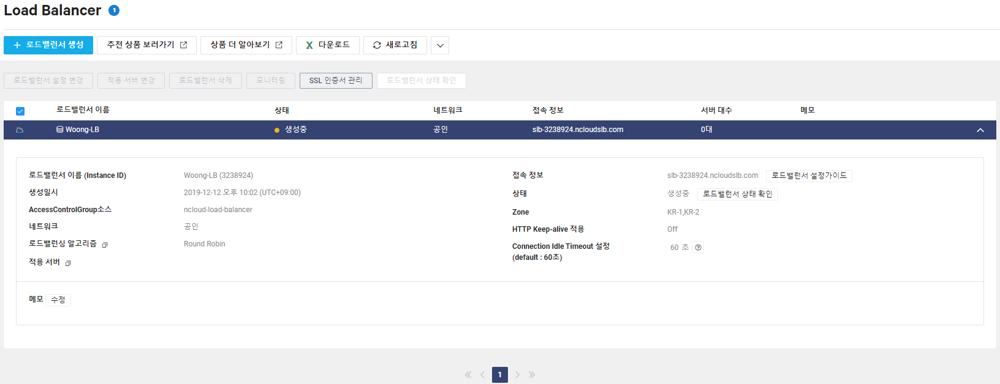 Load Balancer 1
+ 로드밸런서 생성 추천 상품 보러가기 상품 더 알아보기 다운로드 새로고침
로드밸런서 설정 변경 적용 서버 변경 로드밸런서 삭제 모니터링 SSL 인증서 관리 로드밸런서 상태 확인
로드밸런서 이름 상태 네트워크 접속 정보 서버 대수 메모
Woong-LB 생성중 공인 slb-3238924.ncloudslb.com 0대
로드밸런서 이름 (Instance ID) Woong-LB (3238924)
생성일시 2019-12-12 오후 10:02 (UTC+09:00)
AccessControlGroup소스 ncloud-load-balancer
네트워크 공인
로드밸런싱 알고리즘 Round Robin
적용 서버
접속 정보 slb-3238924.ncloudslb.com 로드밸런서 설정가이드
상태 생성중 로드밸런서 상태 확인
Zone KR-1,KR-2
HTTP Keep-alive 적용 Off
Connection Idle Timeout 설정 60 초
(default : 60초)
메모 수정
1